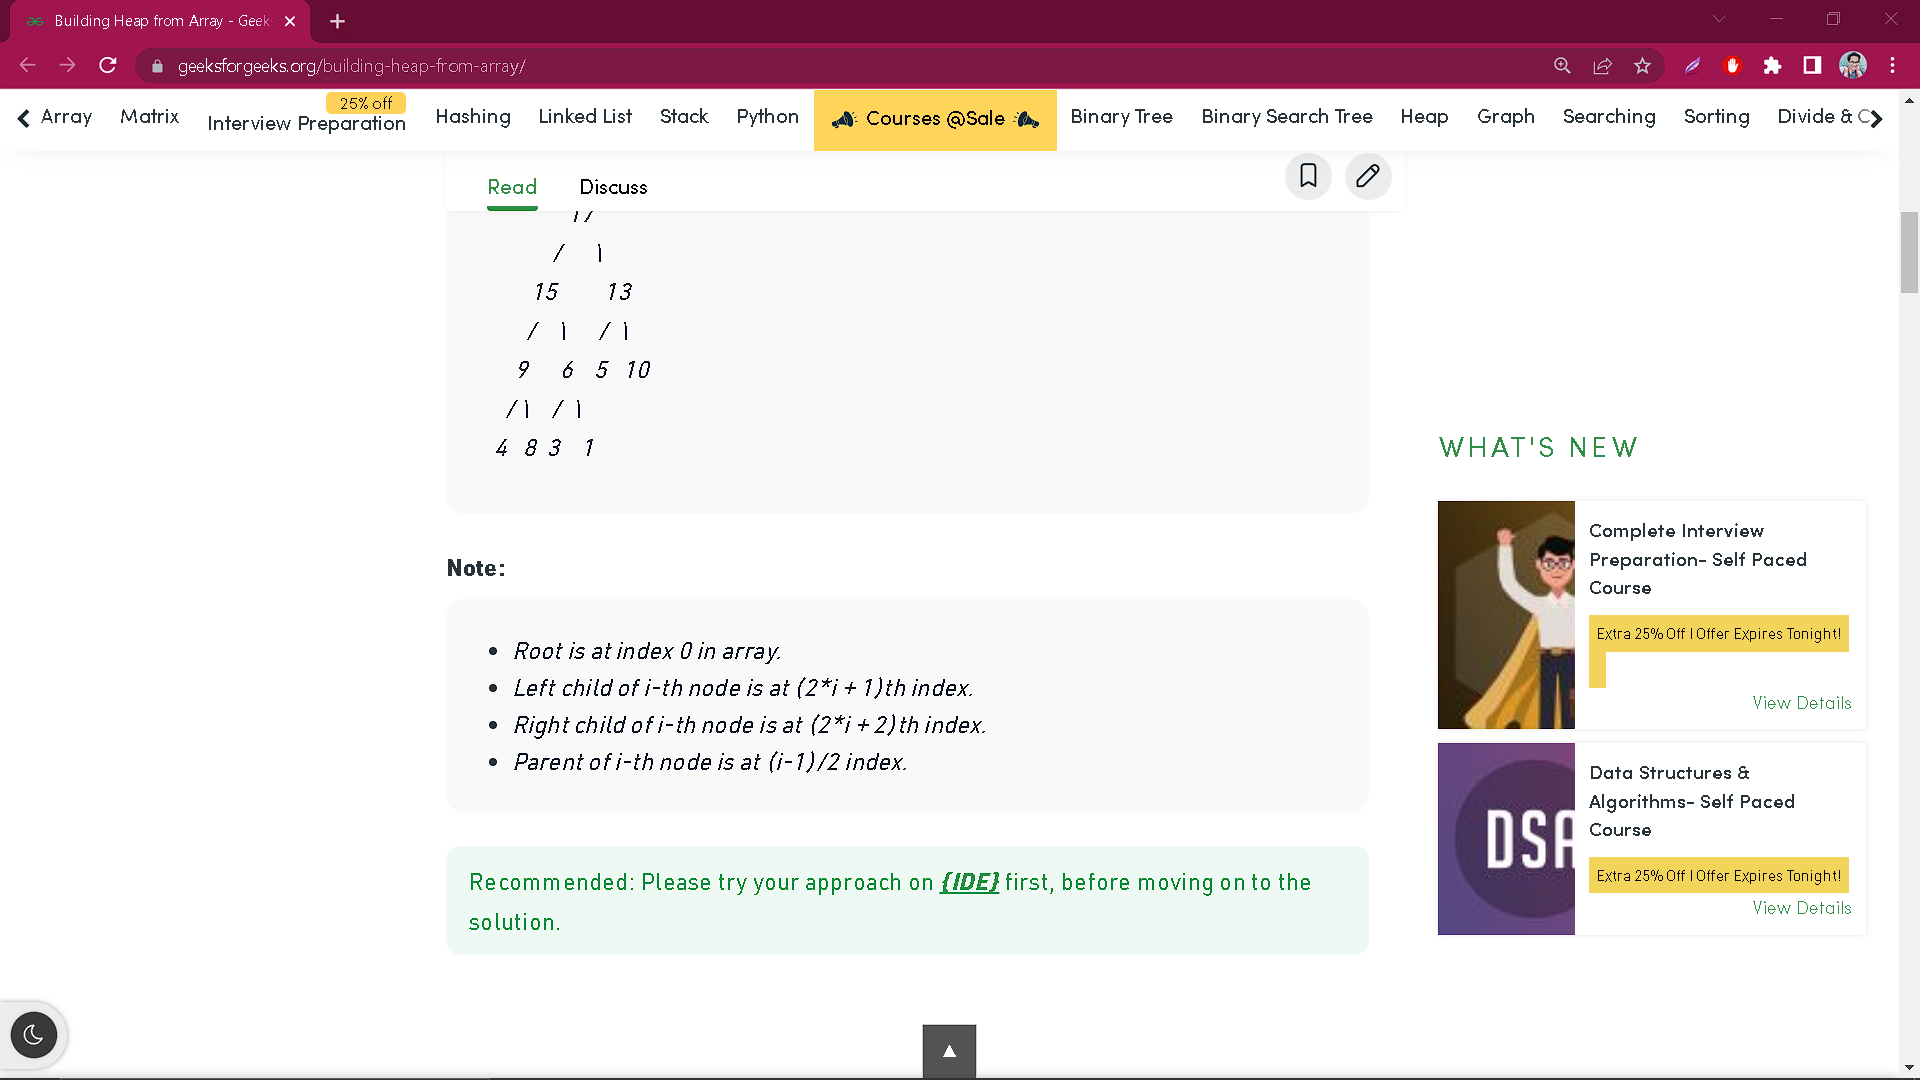 Building Heap from Array - Geek
geeksforgeeks.org/building-heap-from-array/
Array
Matrix
25% off
Interview Preparation
Hashing
Linked List
Stack
Python
Courses @Sale
Binary Tree
Binary Search Tree
Heap
Graph
Searching
Sorting
Divide & C
Read
Discuss
17
/ \
15 13
/ \ / \
9 6 5 10
/ \ / \
4 8 3 1
Note:
• Root is at index 0 in array.
• Left child of i-th node is at (2*i + 1)th index.
• Right child of i-th node is at (2*i + 2)th index.
• Parent of i-th node is at (i-1)/2 index.
Recommended: Please try your approach on {IDE} first, before moving on to the
solution.
WHAT'S NEW
Complete Interview
Preparation- Self Paced
Course
Extra 25% Off | Offer Expires Tonight!
View Details
DSA
Data Structures &
Algorithms- Self Paced
Course
Extra 25% Off | Offer Expires Tonight!
View Details